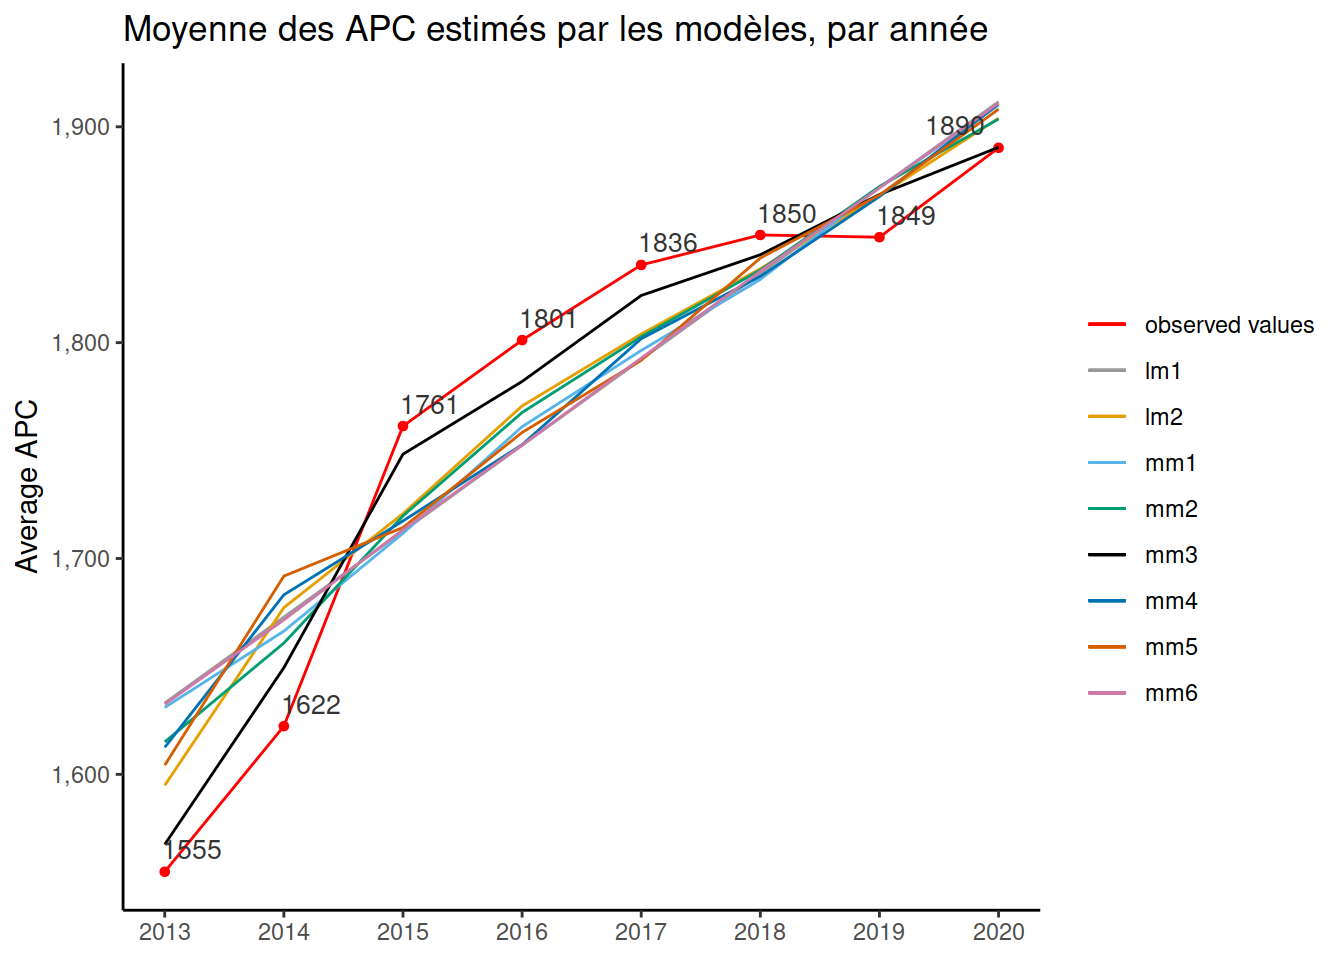 Moyenne des APC estimés par les modèles, par année
Average APC
1,900
1,800
1,700
1,600
1555
1622
1761
1801
1836
1850
1849
1890
2013 2014 2015 2016 2017 2018 2019 2020
observed values
lm1
lm2
mm1
mm2
mm3
mm4
mm5
mm6